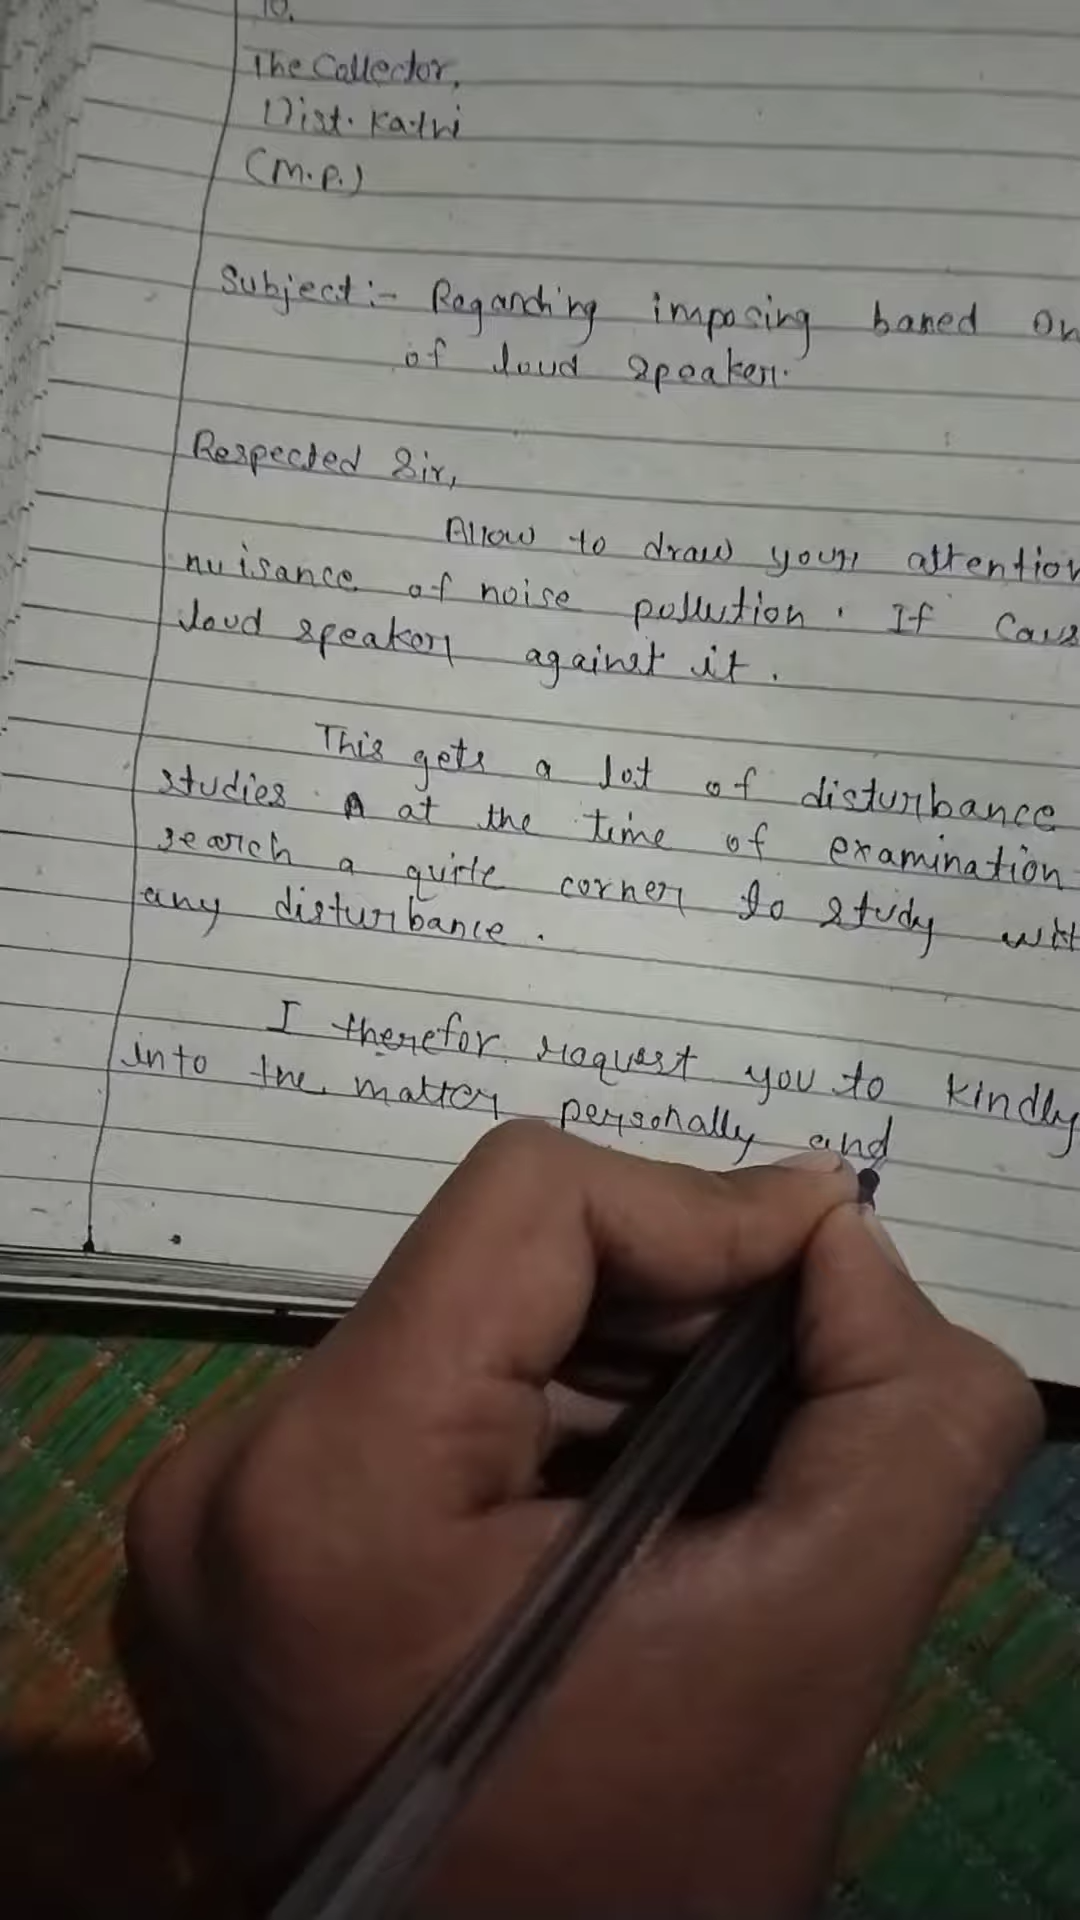 To,
The Collector,
Dist. Katni
(M.P.)
Subject:- Reganding imposing baned on
of loud speaker.
Respected Sir,
Allow to draw your attention
nuisance of noise pollution. If caus
loud speaker against it.
This gets a lot of disturbance
studies. A at the time of examination
search a quite corner to study wit
any disturbance.
I therefor request you to kindly
into the matter personally and